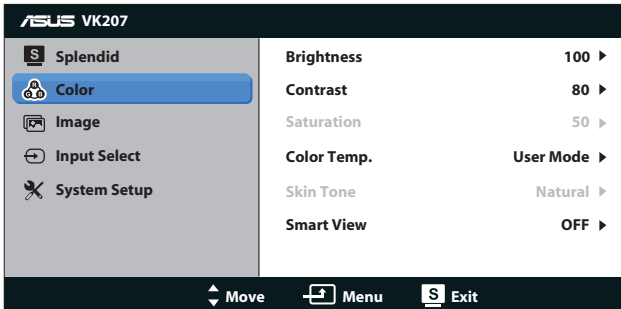 ASUS VK207
S Splendid
Color
R G B
Image
Input Select
System Setup
Brightness 100
Contrast 80
Saturation 50
Color Temp. User Mode
Skin Tone Natural
Smart View OFF
Move Menu S Exit